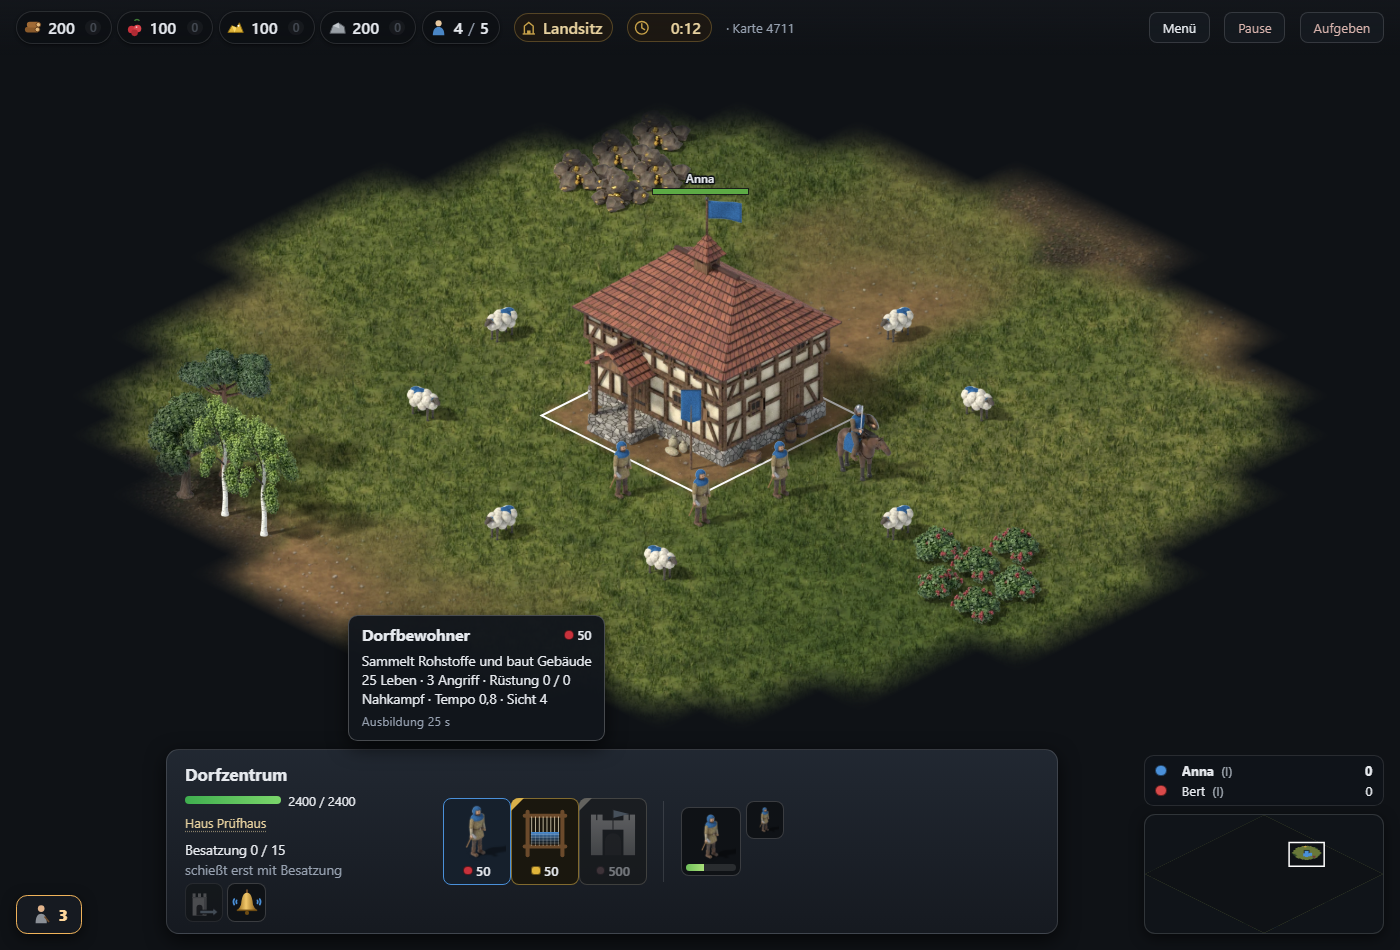 200 0 100 0 100 0 200 0 4 / 5 Landsitz 0:12 · Karte 4711 Menü Pause Aufgeben
Anna
Dorfbewohner 50
Sammelt Rohstoffe und baut Gebäude
25 Leben · 3 Angriff · Rüstung 0 / 0
Nahkampf · Tempo 0,8 · Sicht 4
Ausbildung 25 s
Dorfzentrum
2400 / 2400
Haus Prüfhaus
Besatzung 0 / 15
schießt erst mit Besatzung
50 50 500
3
Anna (I) 0
Bert (I) 0